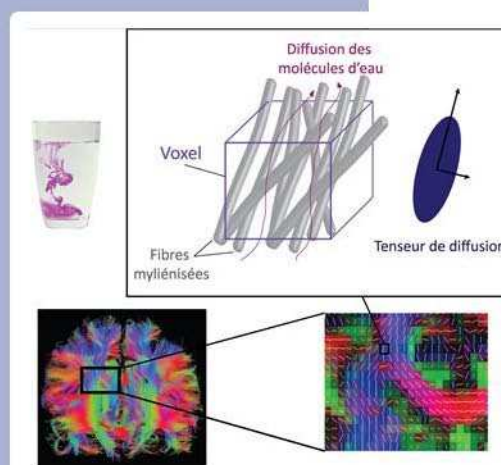 Diffusion des
molécules d'eau
Voxel
Fibres
myliénisées
Tenseur de diffusion